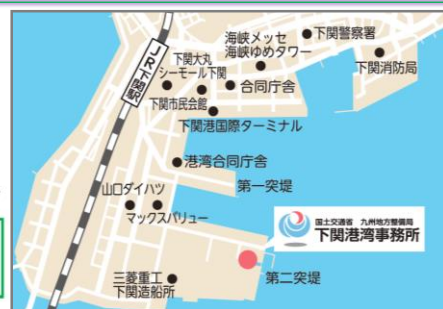 JR下関駅
海峡メッセ
海峡ゆめタワー
下関警察署
下関消防局
下関大丸
シーモール下関
合同庁舎
下関市民会館
下関港国際ターミナル
港湾合同庁舎
第一突堤
山口ダイハツ
マックスバリュー
国土交通省 九州地方整備局
下関港湾事務所
三菱重工
下関造船所
第二突堤